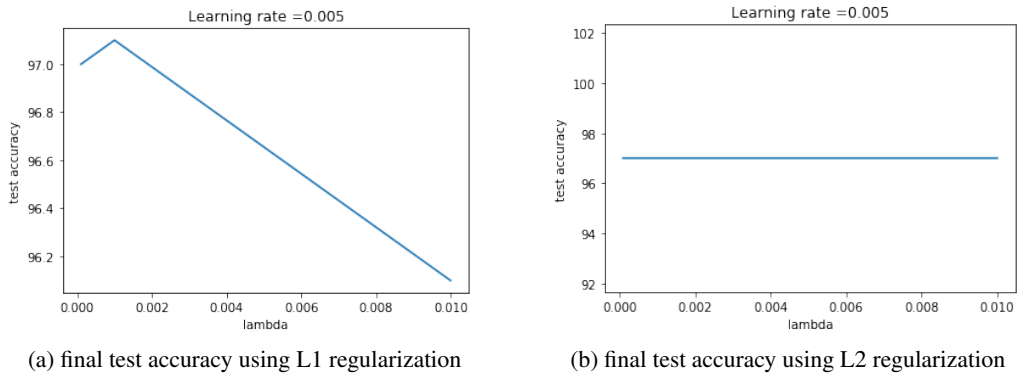 Learning rate =0.005
97.0
96.8
96.6
96.4
96.2
test accuracy
0.000 0.002 0.004 0.006 0.008 0.010
lambda
(a) final test accuracy using L1 regularization
Learning rate =0.005
102
100
98
96
94
92
test accuracy
0.000 0.002 0.004 0.006 0.008 0.010
lambda
(b) final test accuracy using L2 regularization